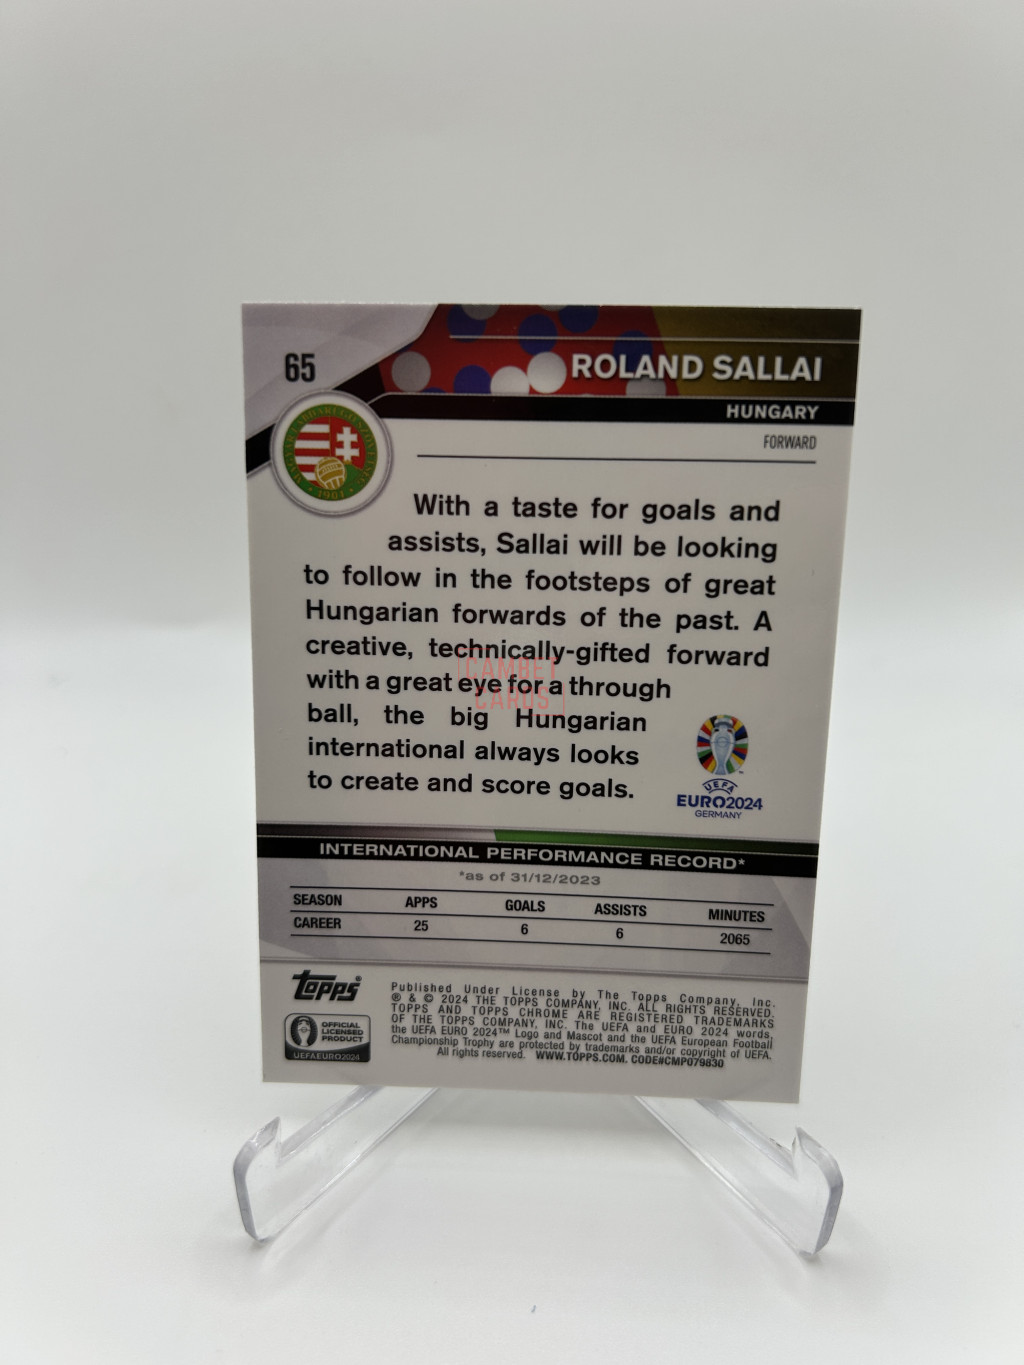 65
ROLAND SALLAI
HUNGARY
FORWARD
1901
With a taste for goals and
assists, Sallai will be looking
to follow in the footsteps of great
Hungarian forwards of the past. A
creative, technically-gifted forward
with a great eye for a through
ball, the big Hungarian
international always looks
to create and score goals.
CAMBET
CARDS
UEFA
EURO2024
GERMANY
INTERNATIONAL PERFORMANCE RECORD*
*as of 31/12/2023
SEASON APPS GOALS ASSISTS MINUTES
CAREER 25 6 6 2065
Topps®
OFFICIAL
LICENSED
PRODUCT
UEFAEURO2024
Published Under License by The Topps Company, Inc.
® & © 2024 THE TOPPS COMPANY, INC. ALL RIGHTS RESERVED.
TOPPS AND TOPPS CHROME ARE REGISTERED TRADEMARKS
OF THE TOPPS COMPANY, INC. The UEFA and EURO 2024 words,
the UEFA EURO 2024™ Logo and Mascot and the UEFA European Football
Championship Trophy are protected by trademarks and/or copyright of UEFA.
All rights reserved. WWW.TOPPS.COM. CODE#CMP079830